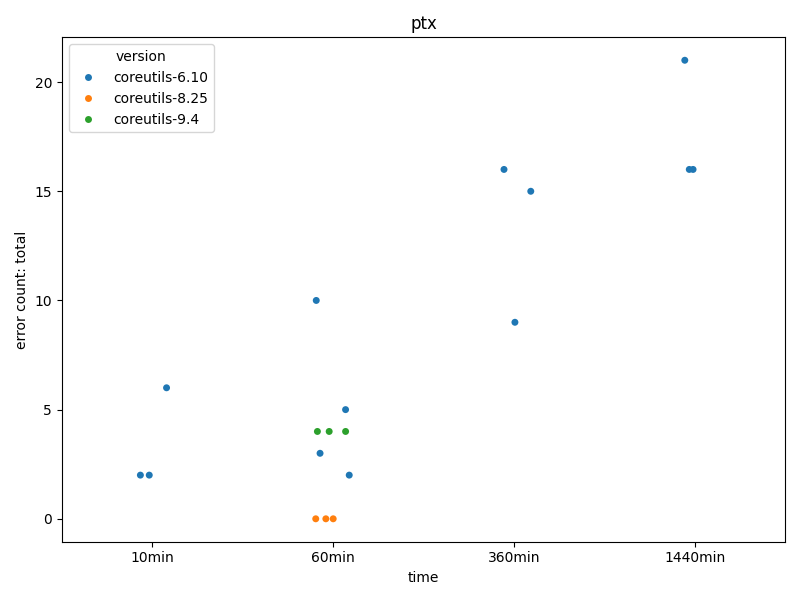 ptx
version
coreutils-6.10
coreutils-8.25
coreutils-9.4
error count: total
20
15
10
5
0
10min 60min 360min 1440min
time